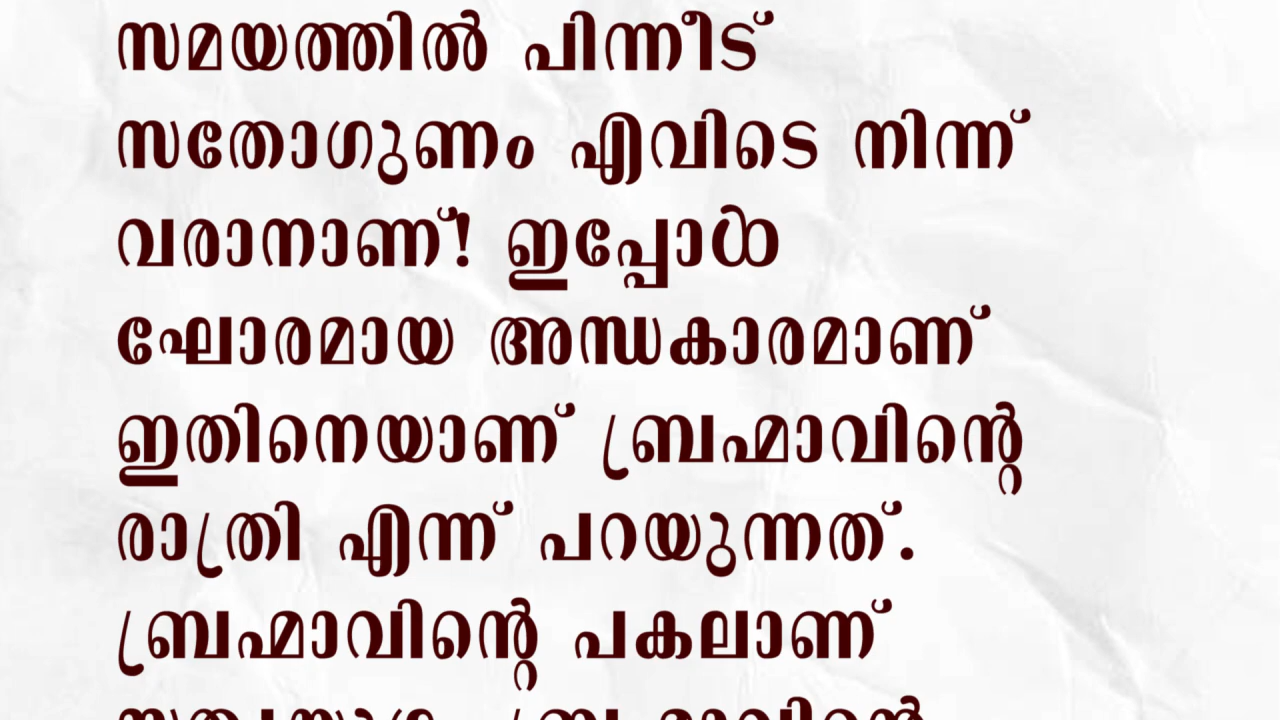 സമയത്തിൽ പിന്നീട്
സതോഗുണം എവിടെ നിന്ന്
വരാനാണ്! ഇപ്പോൾ
ഘോരമായ അന്ധകാരമാണ്
ഇതിനെയാണ് ബ്രഹ്മാവിന്റെ
രാത്രി എന്ന് പറയുന്നത്.
ബ്രഹ്മാവിന്റെ പകലാണ്